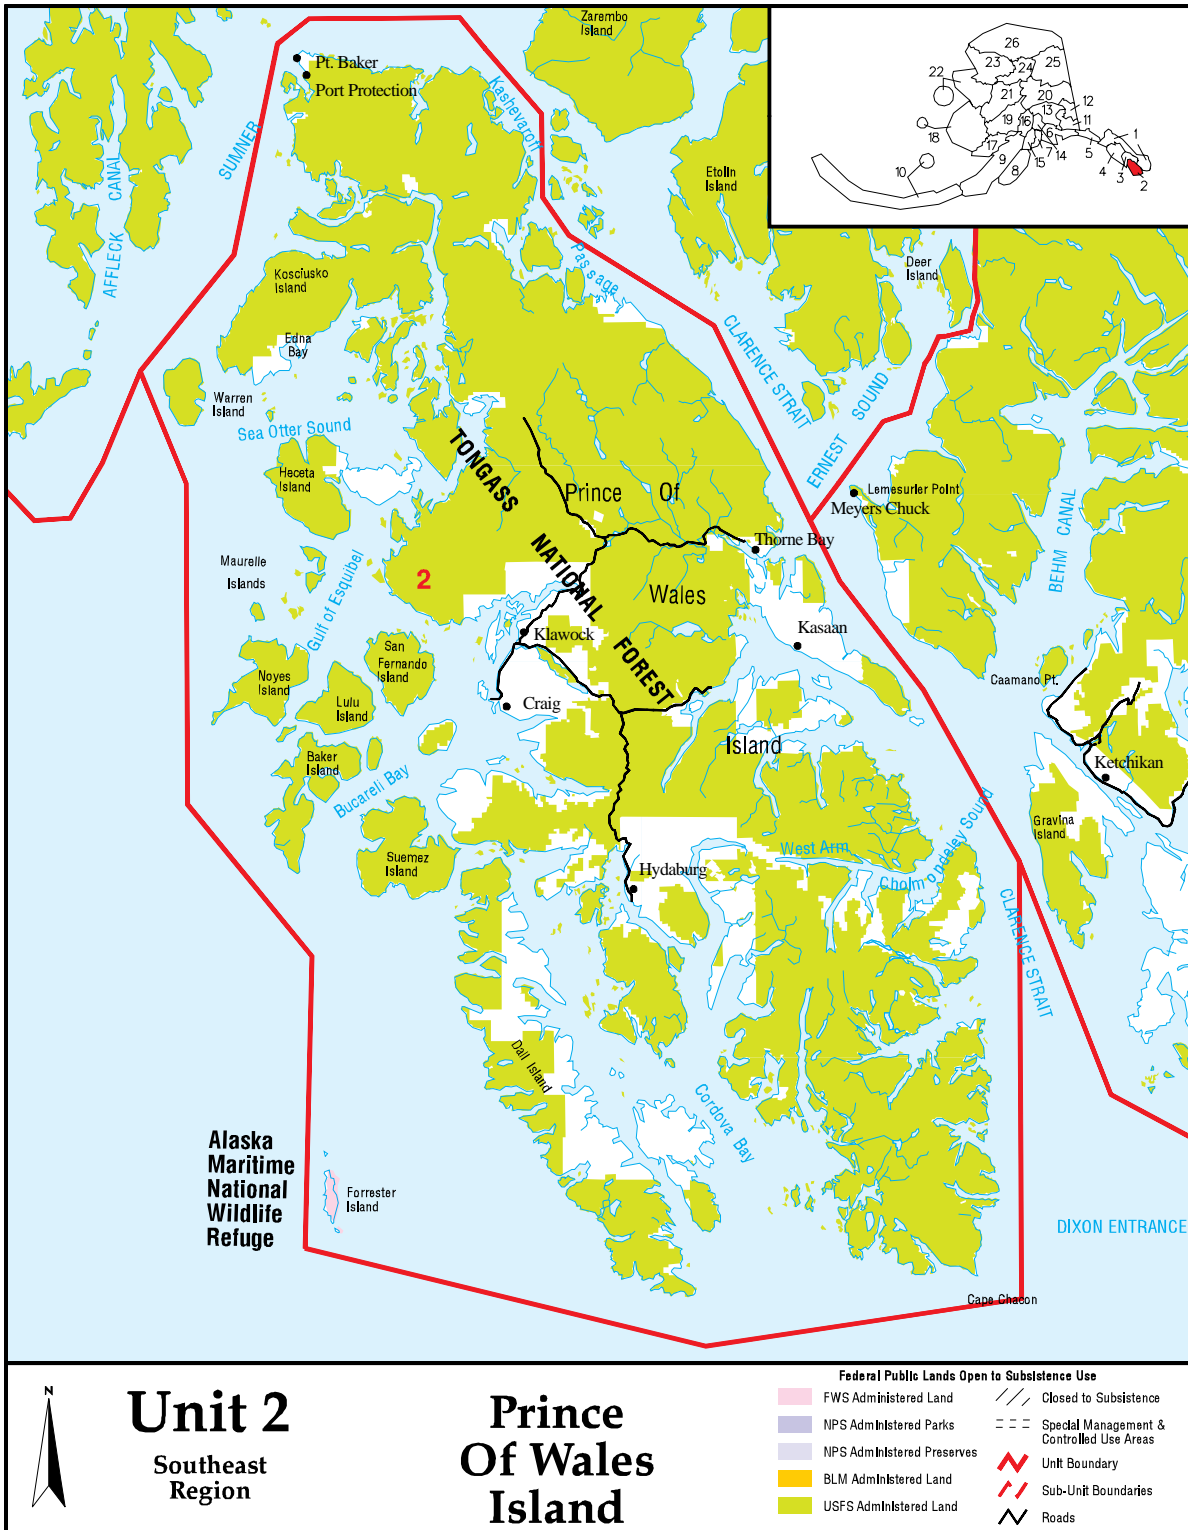 Zarembo
Island
Pt. Baker
Port Protection
Kashevaroff
SUMNER
AFFLECK CANAL
Etolin
Island
26
23
24
25
22
21
20
13
12
11
19
16
18
17
6
14
7
15
5
1
9
8
10
4
3
2
Deer
Island
Passage
Kosciusko
Island
Edna
Bay
CLARENCE STRAIT
Warren
Island
Sea Otter Sound
ERNEST SOUND
Heceta
Island
TONGASS NATIONAL FOREST
Prince Of
Wales
Island
Lemesurier Point
Meyers Chuck
BEHM CANAL
Thorne Bay
Maurelle
Islands
Gulf of Esquibel
2
Klawock
Kasaan
San
Fernando
Island
Noyes
Island
Lulu
Island
Craig
Caamano Pt.
Baker
Island
Bucareli Bay
Ketchikan
Gravina
Island
Suemez
Island
West Arm
Cholmondeley Sound
Hydaburg
CLARENCE STRAIT
Dall Island
Cordova Bay
Alaska
Maritime
National
Wildlife
Refuge
Forrester
Island
DIXON ENTRANCE
Cape Chacon
N
Unit 2
Southeast
Region
Prince
Of Wales
Island
Federal Public Lands Open to Subsistence Use
FWS Administered Land
NPS Administered Parks
NPS Administered Preserves
BLM Administered Land
USFS Administered Land
Closed to Subsistence
Special Management &
Controlled Use Areas
Unit Boundary
Sub-Unit Boundaries
Roads